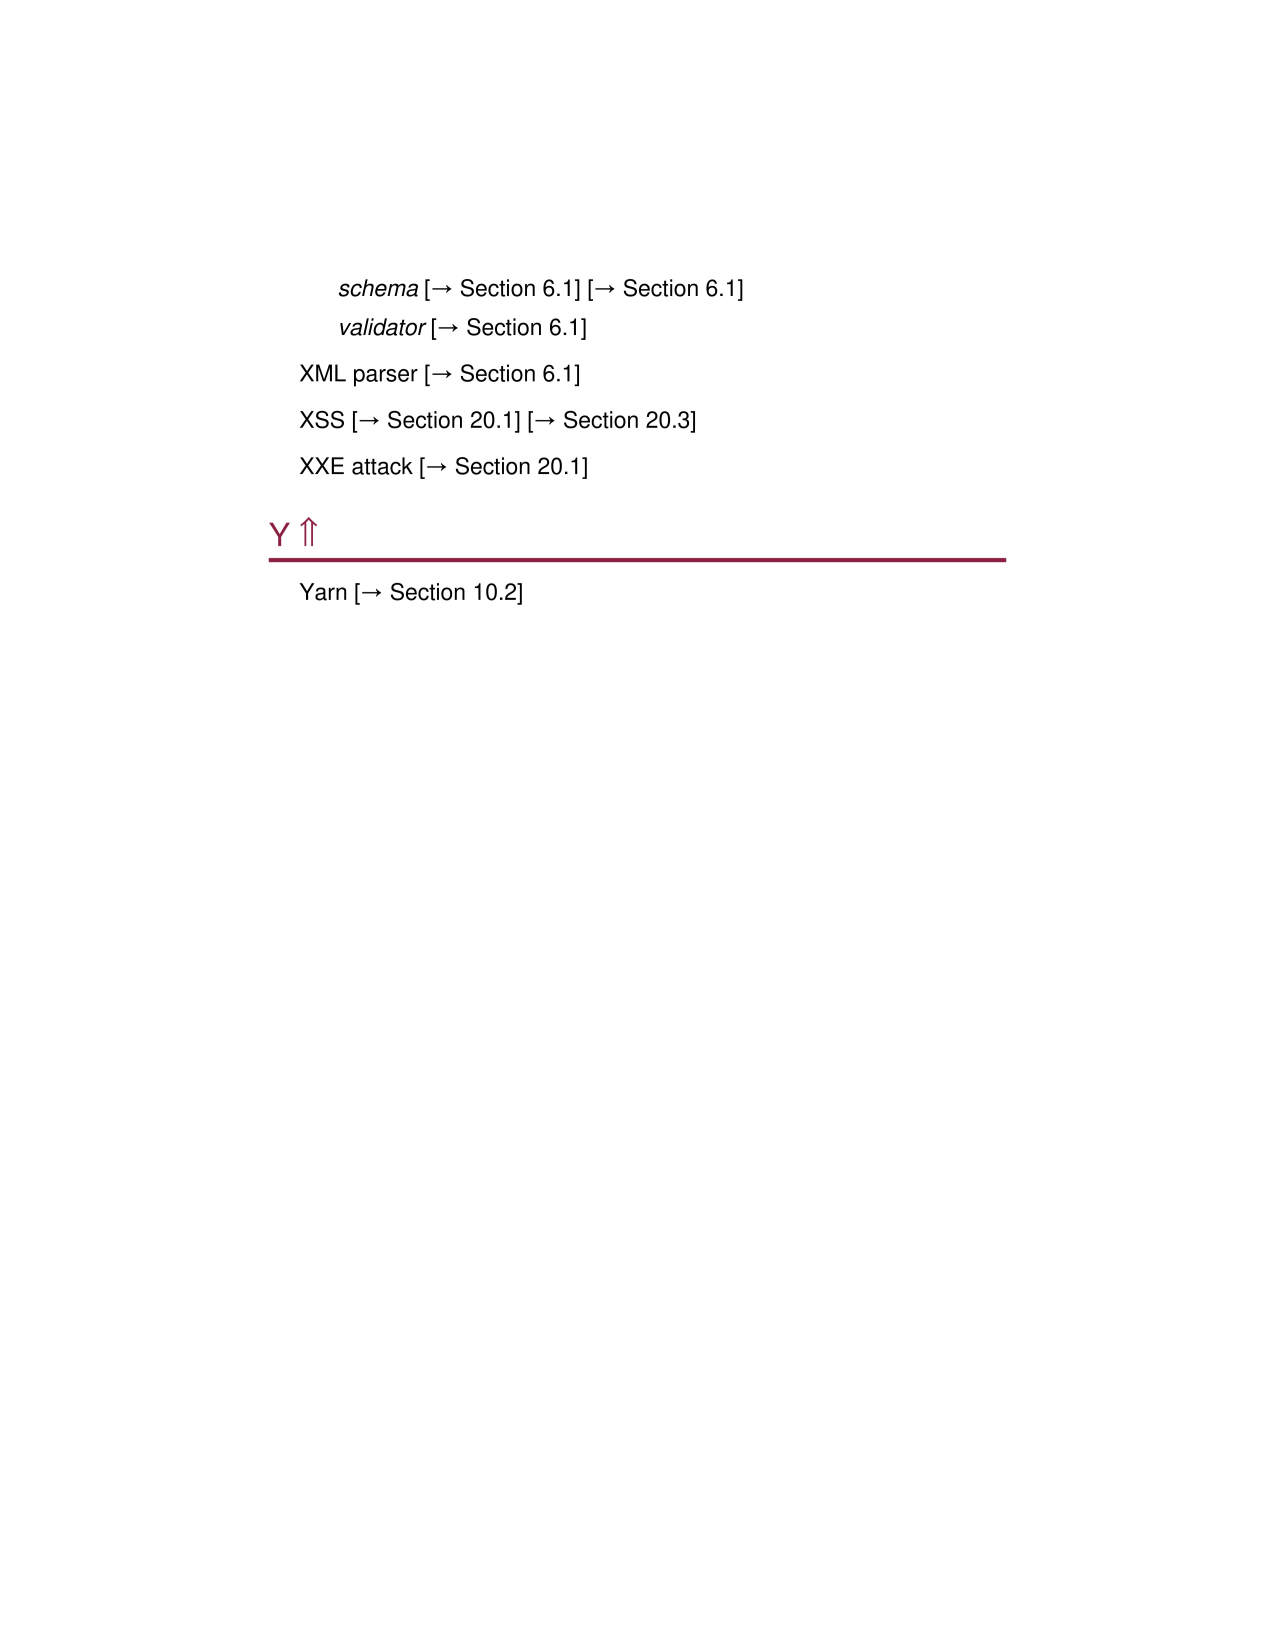 schema [→ Section 6.1] [→ Section 6.1]
validator [→ Section 6.1]
XML parser [→ Section 6.1]
XSS [→ Section 20.1] [→ Section 20.3]
XXE attack [→ Section 20.1]
Y ⇑
Yarn [→ Section 10.2]